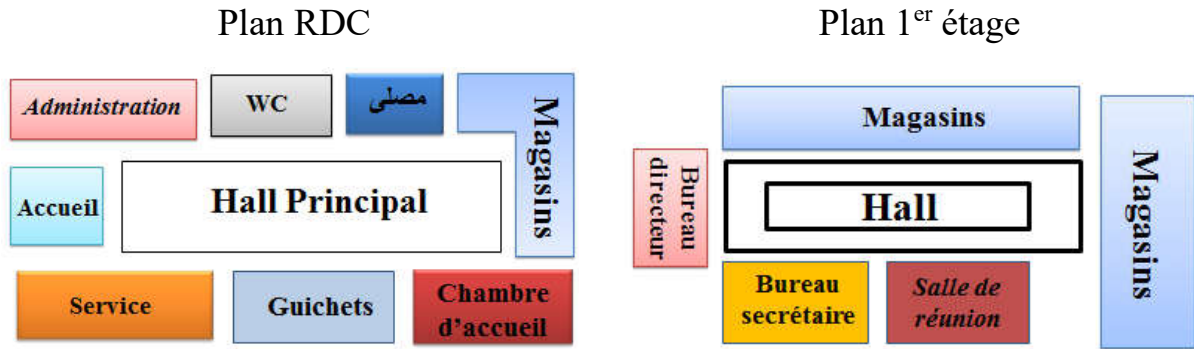 Plan RDC
Administration
WC
مصلى
Magasins
Accueil
Hall Principal
Service
Guichets
Chambre
d’accueil
Plan 1er étage
Magasins
Bureau
directeur
Hall
Magasins
Bureau
secrétaire
Salle de
réunion